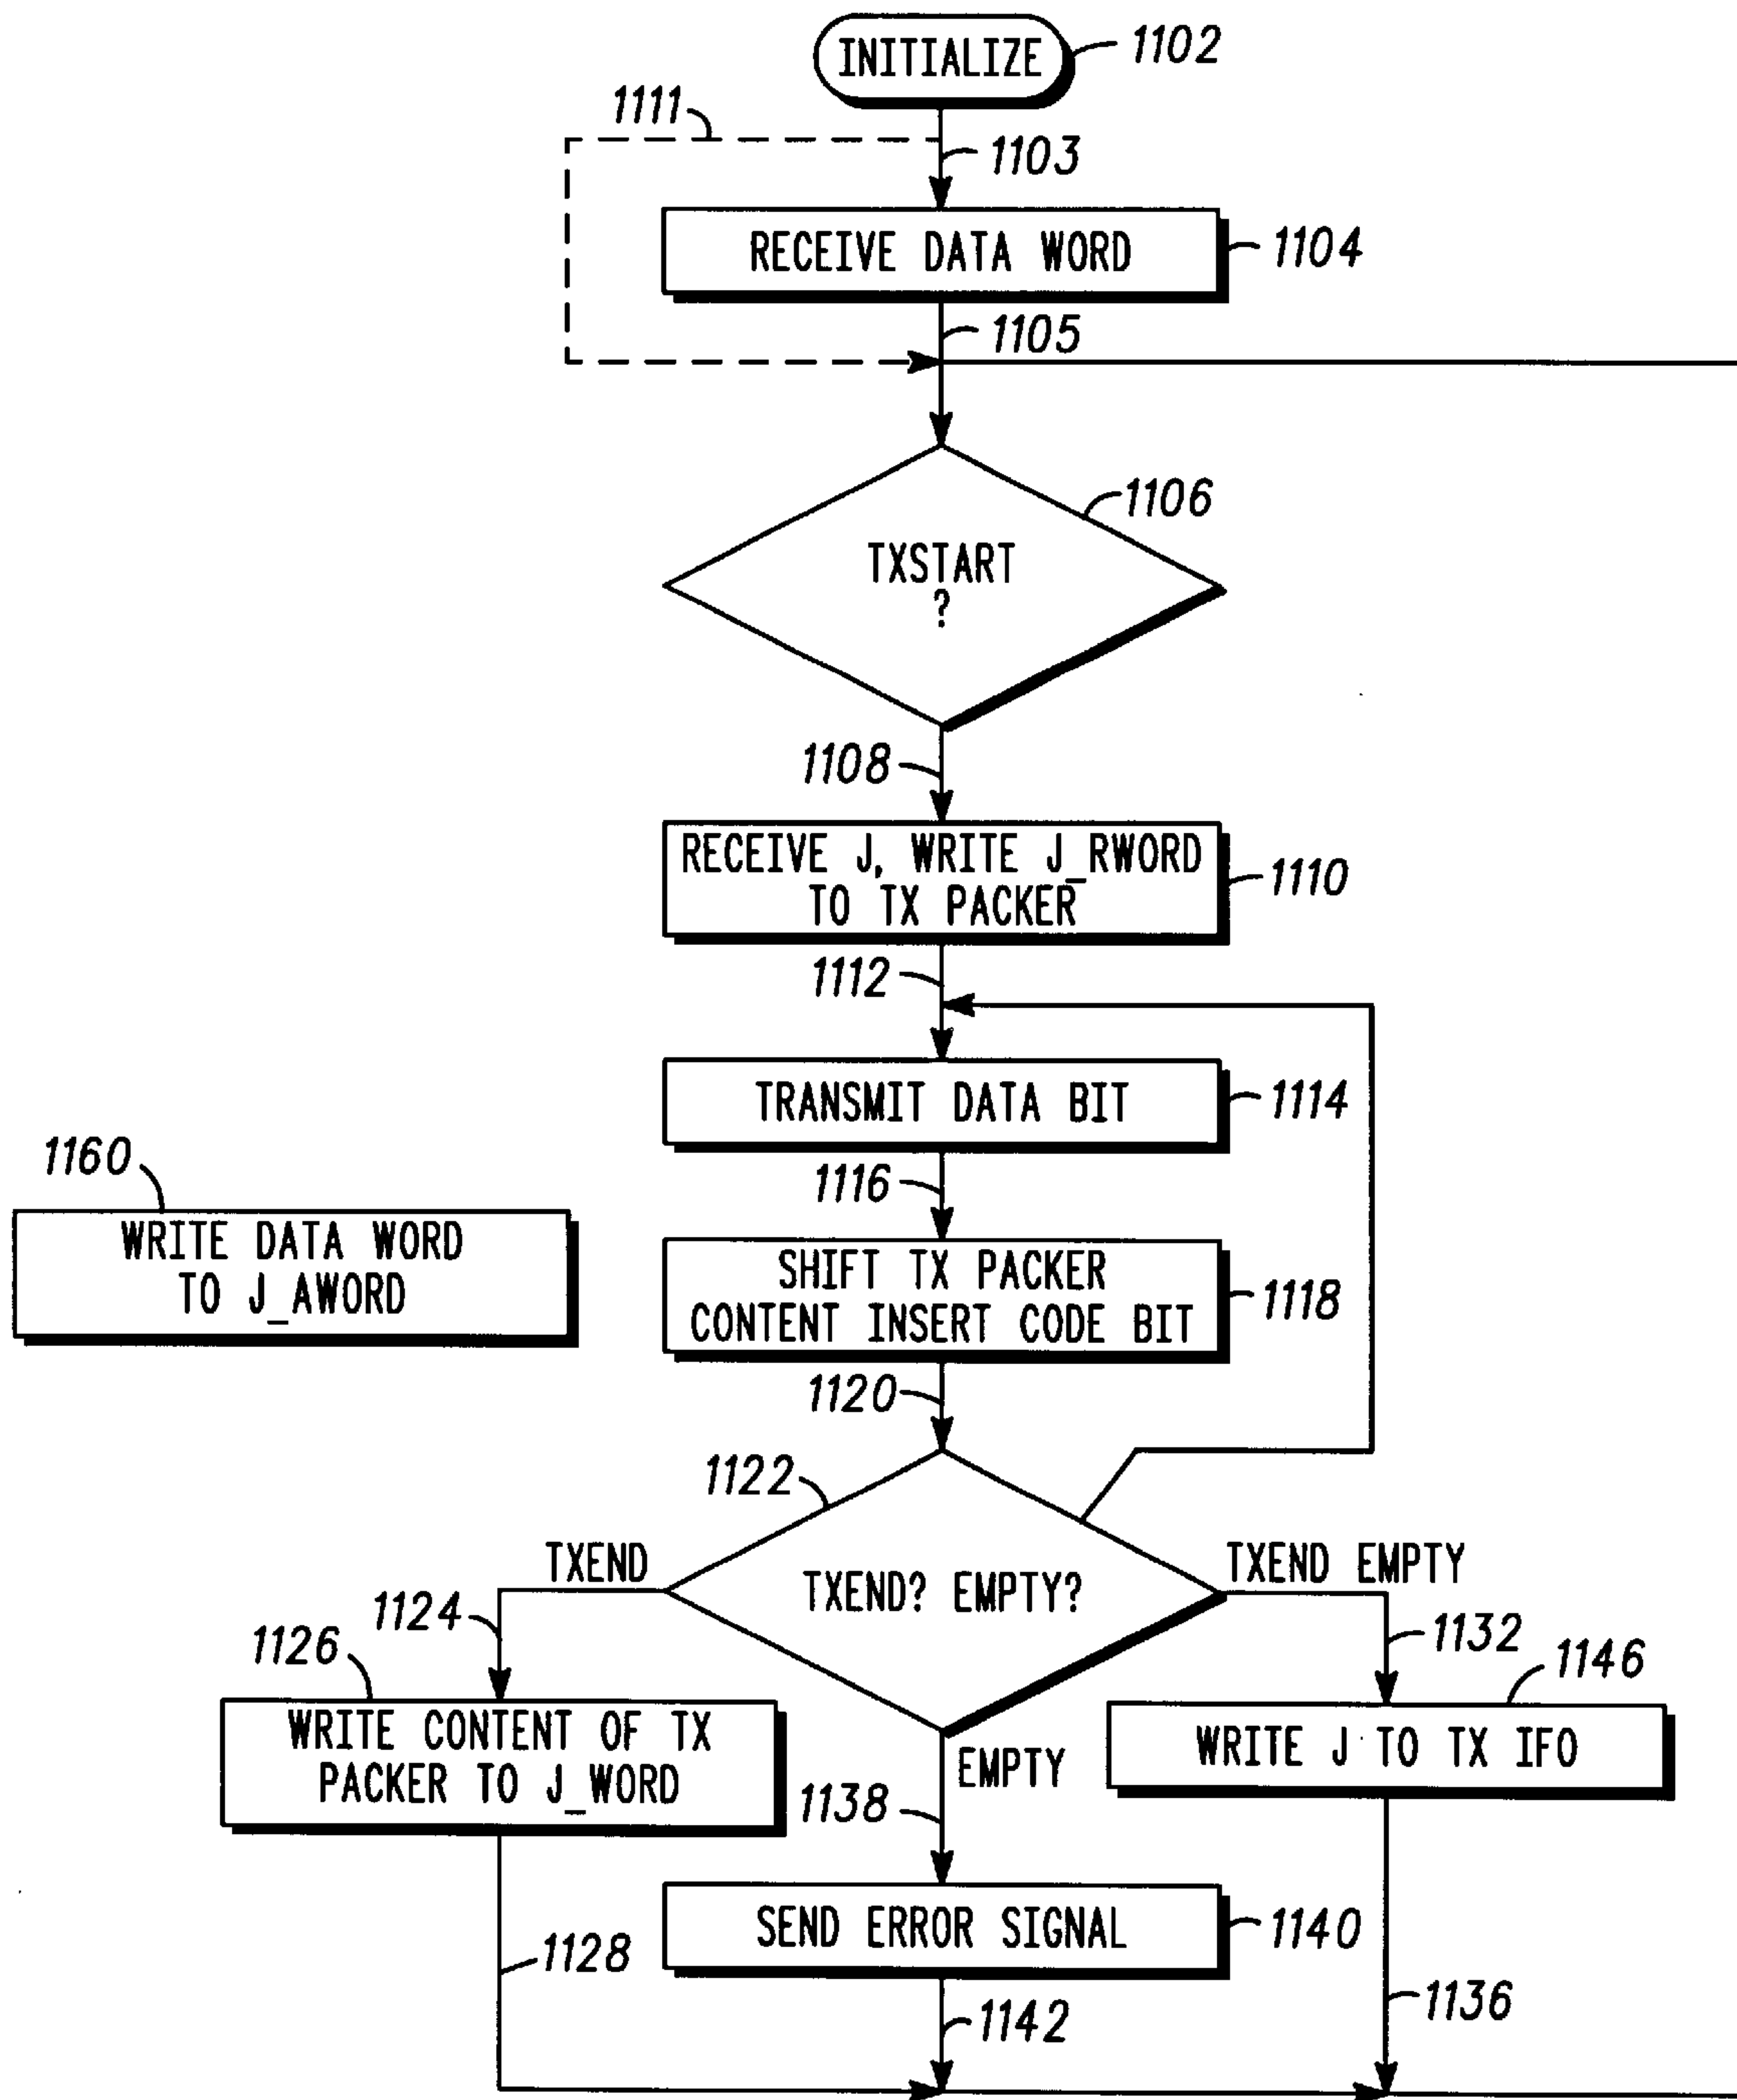 INITIALIZE
1102
1111
1103
RECEIVE DATA WORD
1104
1105
1106
TXSTART
?
1108
RECEIVE J, WRITE J_RWORD
TO TX PACKER
1110
1112
TRANSMIT DATA BIT
1114
1160
WRITE DATA WORD
TO J_AWORD
1116
SHIFT TX PACKER
CONTENT INSERT CODE BIT
1118
1120
1122
TXEND
TXEND? EMPTY?
TXEND EMPTY
1124
1132
1126
1146
WRITE CONTENT OF TX
PACKER TO J_WORD
EMPTY
WRITE J TO TX IFO
1138
SEND ERROR SIGNAL
1140
1128
1142
1136